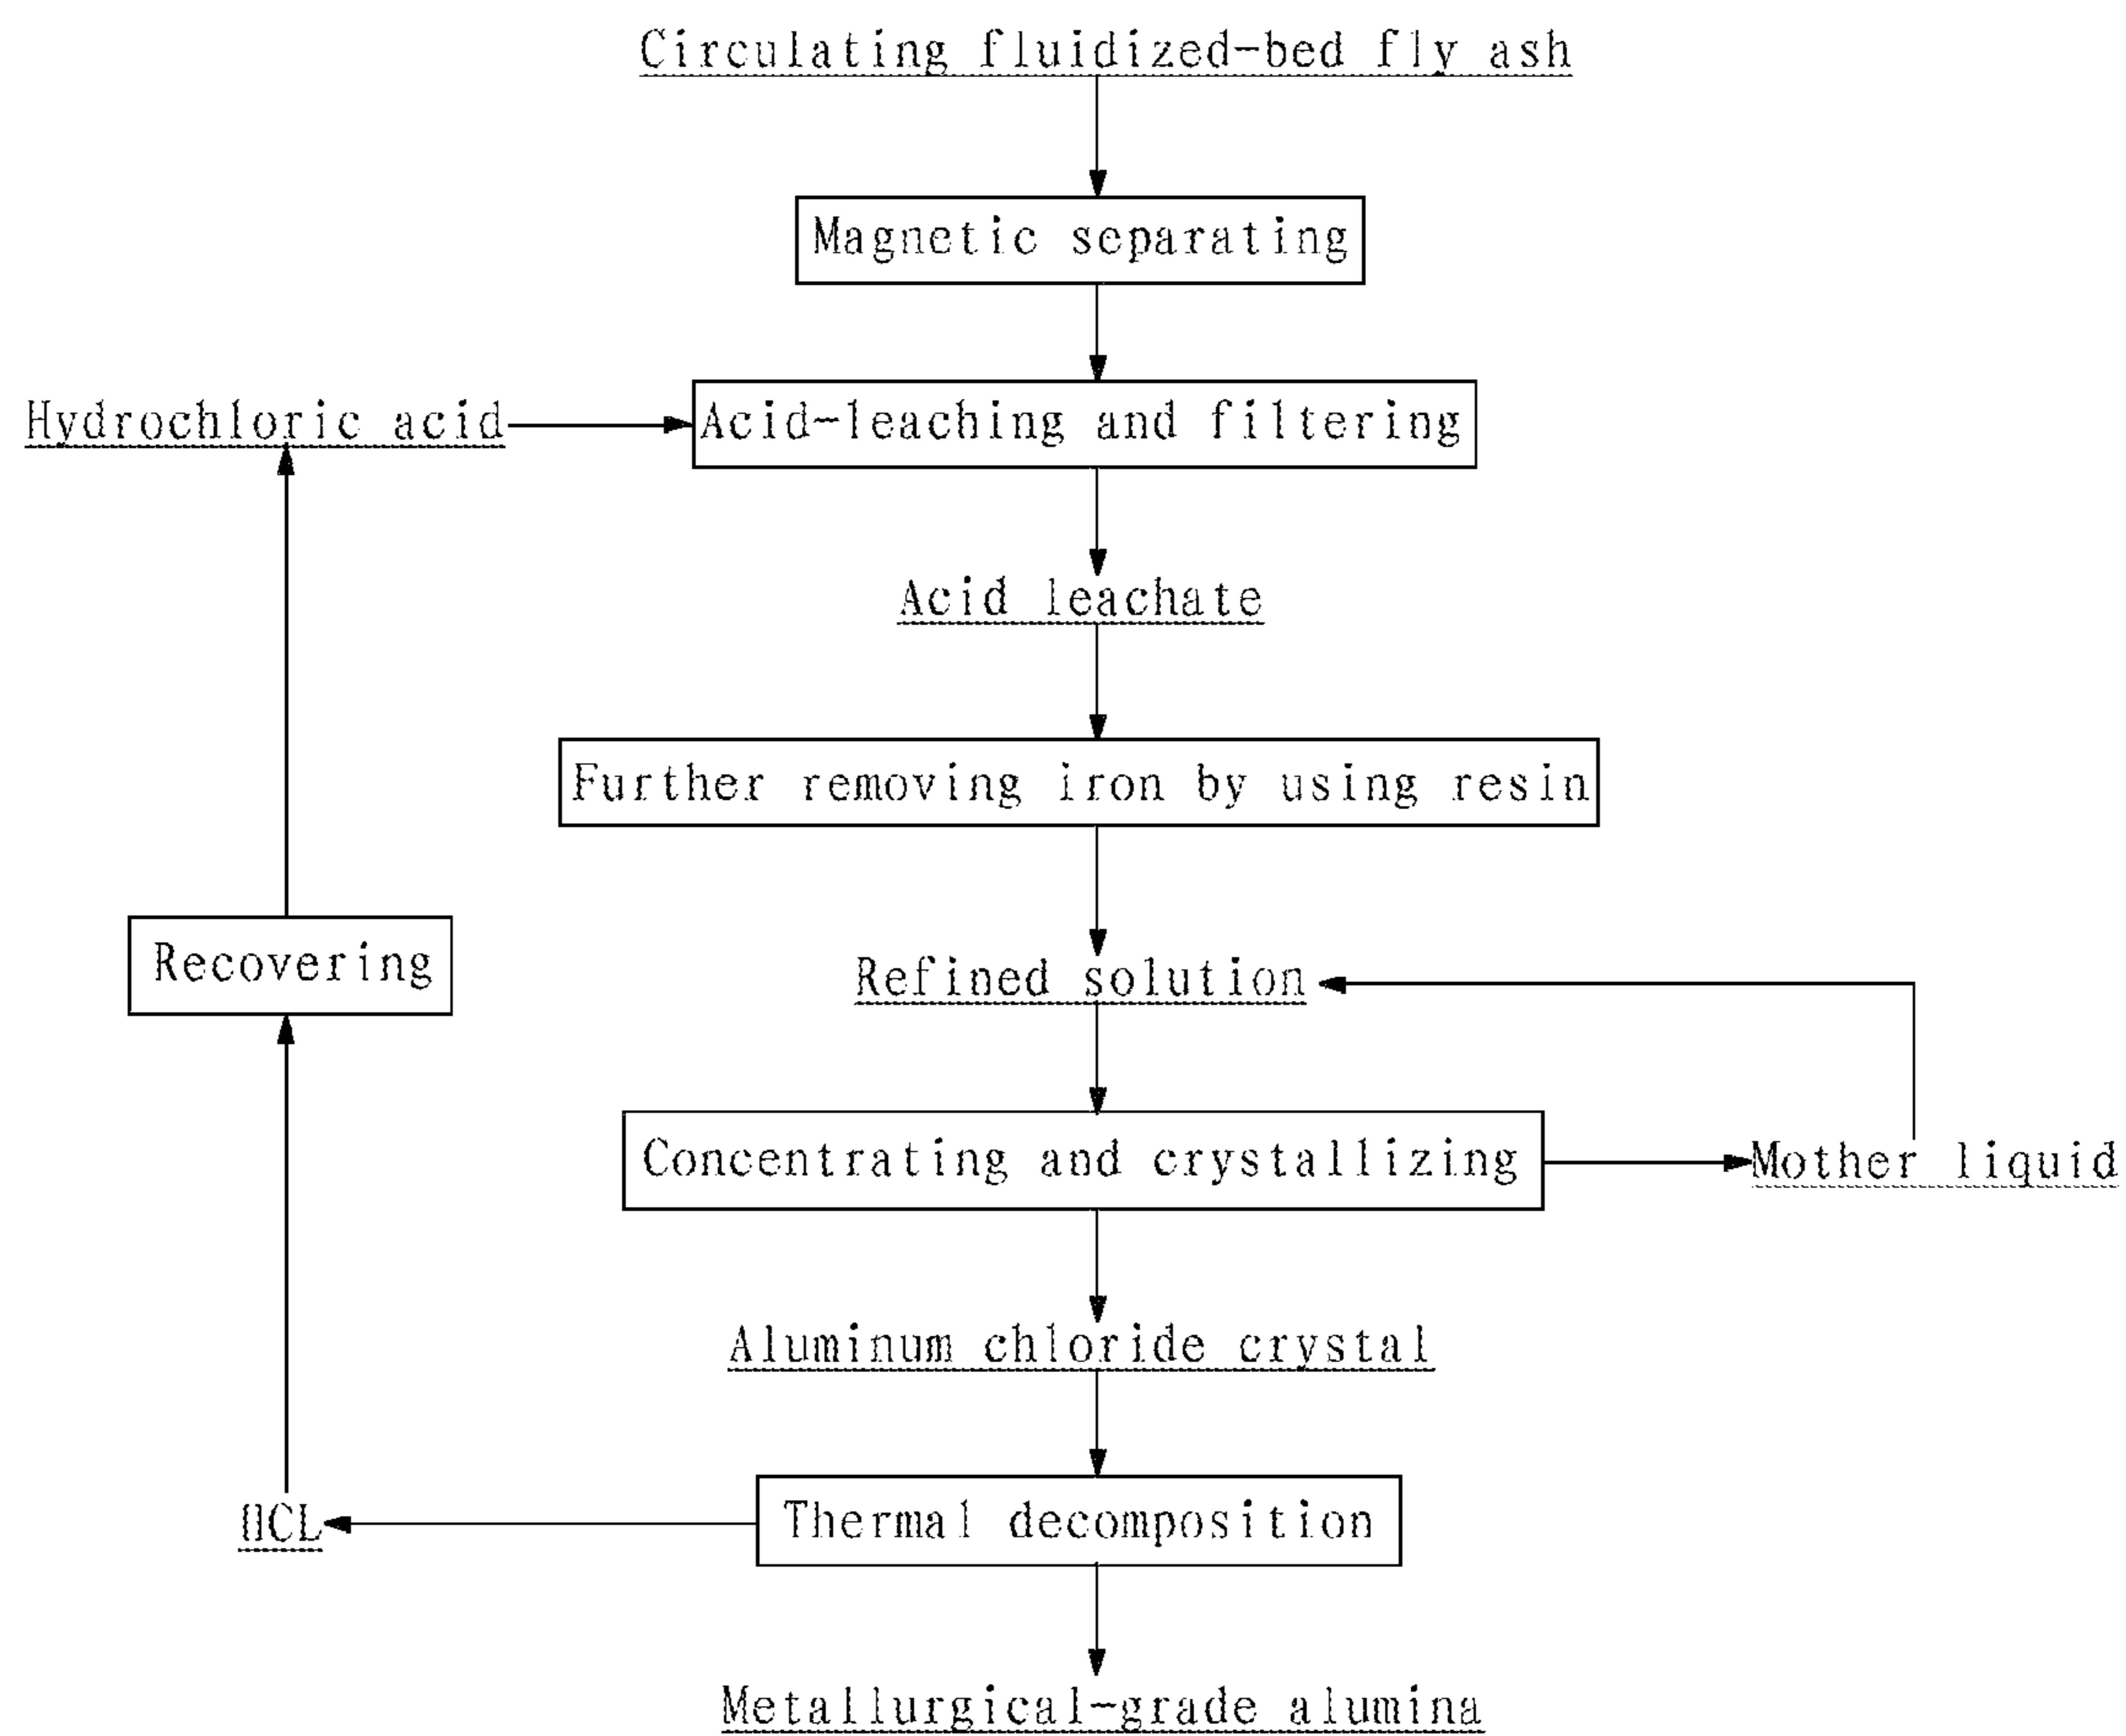 Circulating fluidized-bed fly ash
Magnetic separating
Hydrochloric acid
Acid-leaching and filtering
Acid leachate
Further removing iron by using resin
Recovering
Refined solution
Concentrating and crystallizing
Mother liquid
Aluminum chloride crystal
HCL
Thermal decomposition
Metallurgical-grade alumina